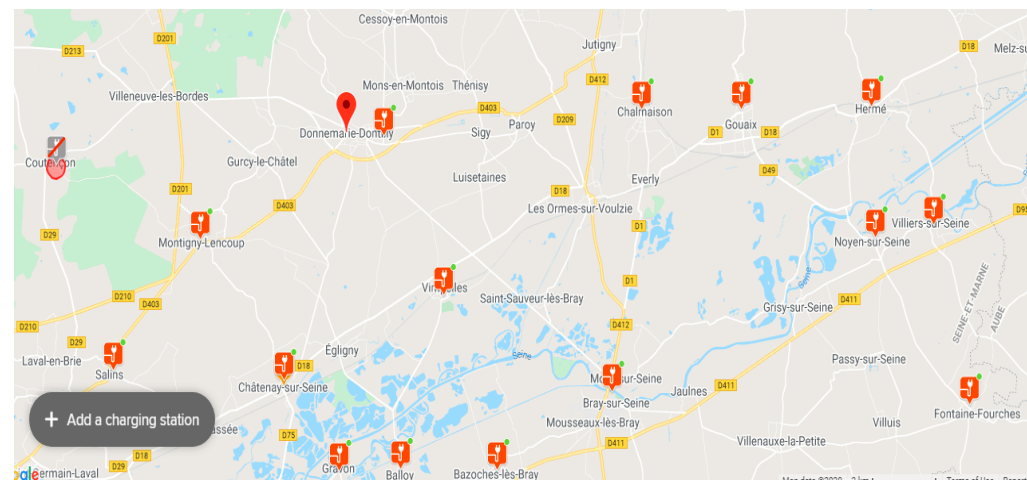 Cessoy-en-Montois
D201
Jutigny
D18
Melz-su
D213
D412
Mons-en-Montois
Thénisy
Villeneuve-les-Bordes
D403
Chalmaison
Hermé
D209
Paroy
Gouaix
Donnemarie-Dontilly
Sigy
D1
D18
Coutençon
Gurcy-le-Châtel
D49
Luisetaines
Everly
D201
D18
D403
Les Ormes-sur-Voulzie
D95
Villiers-sur-Seine
D29
D1
Montigny-Lencoup
Noyen-sur-Seine
Seine
D1
Vimpelles
SEINE-ET-MARNE
AUBE
D210
D403
Saint-Sauveur-lès-Bray
D411
Grisy-sur-Seine
D210
D412
D29
Égligny
Seine
Laval-en-Brie
D18
Passy-sur-Seine
Salins
Châtenay-sur-Seine
D411
Jaulnes
Bray-sur-Seine
Fontaine-Fourches
+ Add a charging station
Mousseaux-lès-Bray
Villuis
D75
D411
Villenauxe-la-Petite
D18
D29
Gravon
Balloy
Bazoches-lès-Bray
Germain-Laval